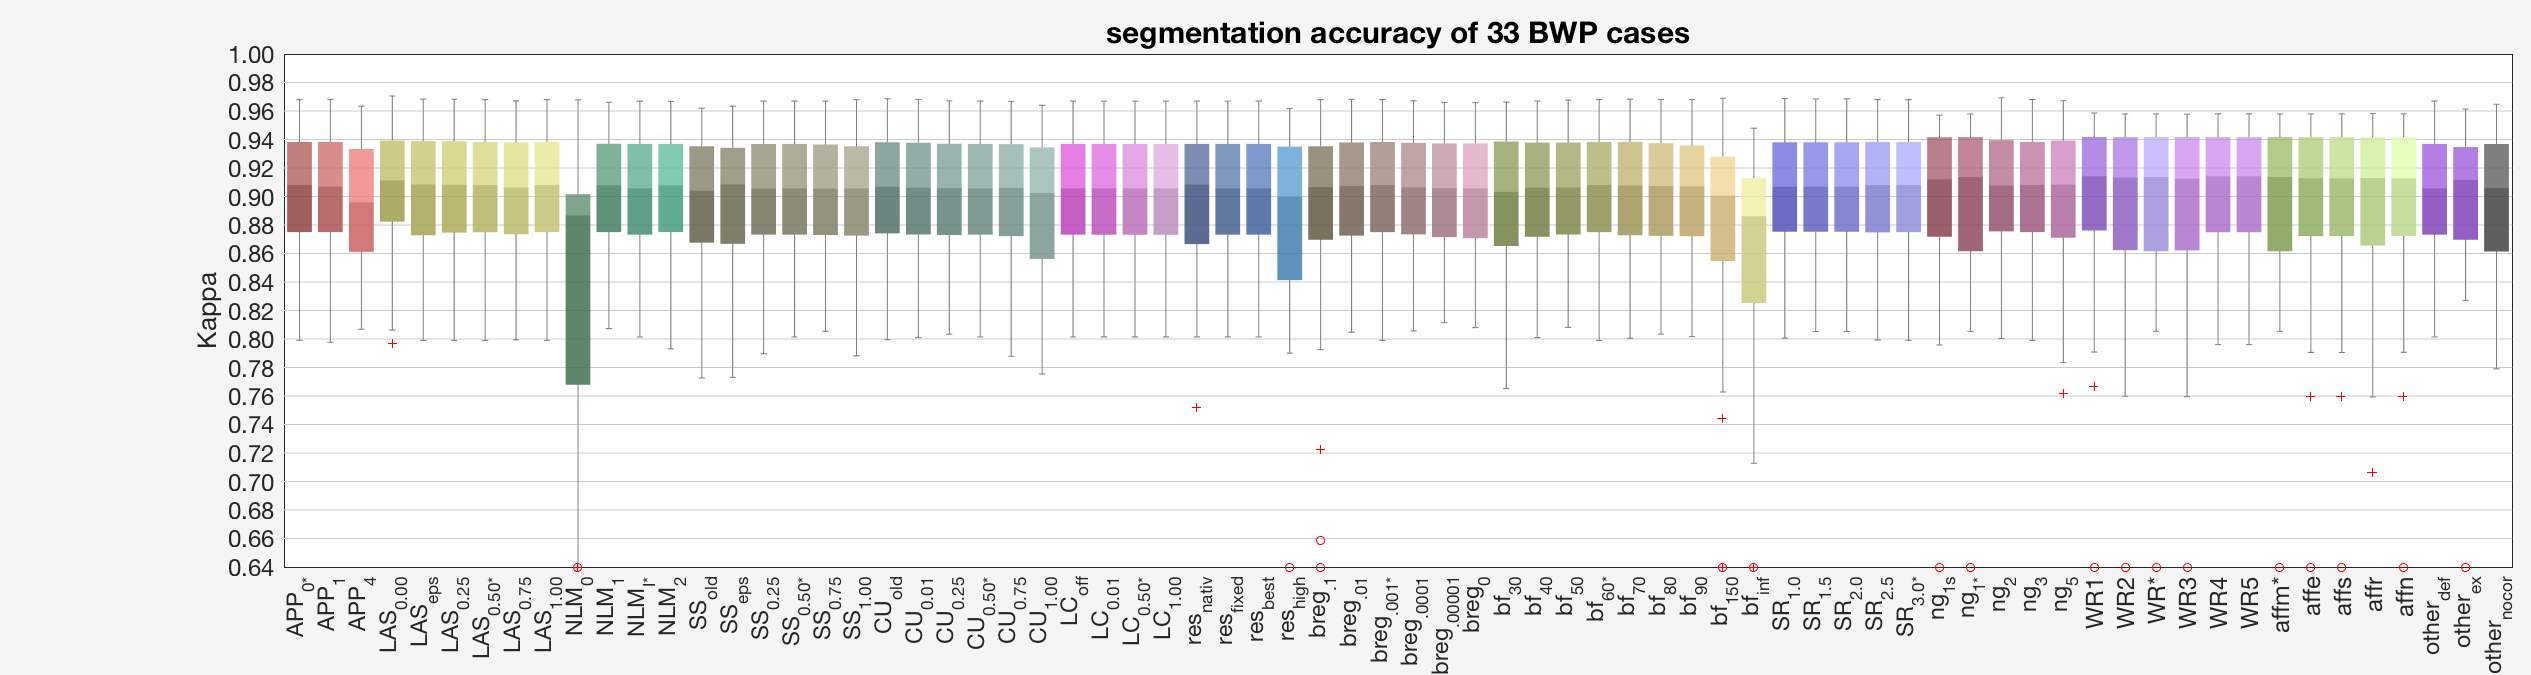 segmentation accuracy of 33 BWP cases
Kappa
1.00
0.98
0.96
0.94
0.92
0.90
0.88
0.86
0.84
0.82
0.80
0.78
0.76
0.74
0.72
0.70
0.68
0.66
0.64
APP0*
APP1
APP4
LAS0.00
LASeps
LAS0.25
LAS0.50*
LAS0.75
LAS1.00
NLM0
NLM1
NLMI*
NLM2
SSold
SSeps
SS0.25
SS0.50*
SS0.75
SS1.00
CUold
CU0.01
CU0.25
CU0.50*
CU0.75
CU1.00
LCoff
LC0.01
LC0.50*
LC1.00
resnativ
resfixed
resbest
reshigh
breg.1
breg.01
breg.001*
breg.0001
breg.00001
breg0
bf30
bf40
bf50
bf60*
bf70
bf80
bf90
bf150
bfinf
SR1.0
SR1.5
SR2.0
SR2.5
SR3.0*
ng1s
ng1*
ng2
ng3
ng5
WR1
WR2
WR*
WR3
WR4
WR5
affm*
affe
affs
affr
affn
otherdef
otherex
othernocor